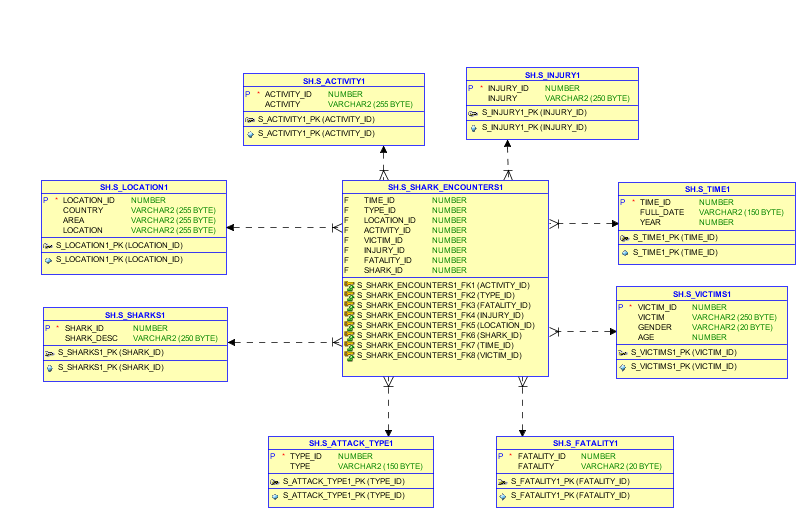 SH.S_ACTIVITY1
P * ACTIVITY_ID NUMBER
ACTIVITY VARCHAR2 (255 BYTE)
S_ACTIVITY1_PK (ACTIVITY_ID)
S_ACTIVITY1_PK (ACTIVITY_ID)
SH.S_INJURY1
P * INJURY_ID NUMBER
INJURY VARCHAR2 (250 BYTE)
S_INJURY1_PK (INJURY_ID)
S_INJURY1_PK (INJURY_ID)
SH.S_LOCATION1
P * LOCATION_ID NUMBER
COUNTRY VARCHAR2 (255 BYTE)
AREA VARCHAR2 (255 BYTE)
LOCATION VARCHAR2 (255 BYTE)
S_LOCATION1_PK (LOCATION_ID)
S_LOCATION1_PK (LOCATION_ID)
SH.S_SHARK_ENCOUNTERS1
F TIME_ID NUMBER
F TYPE_ID NUMBER
F LOCATION_ID NUMBER
F ACTIVITY_ID NUMBER
F VICTIM_ID NUMBER
F INJURY_ID NUMBER
F FATALITY_ID NUMBER
F SHARK_ID NUMBER
S_SHARK_ENCOUNTERS1_FK1 (ACTIVITY_ID)
S_SHARK_ENCOUNTERS1_FK2 (TYPE_ID)
S_SHARK_ENCOUNTERS1_FK3 (FATALITY_ID)
S_SHARK_ENCOUNTERS1_FK4 (INJURY_ID)
S_SHARK_ENCOUNTERS1_FK5 (LOCATION_ID)
S_SHARK_ENCOUNTERS1_FK6 (SHARK_ID)
S_SHARK_ENCOUNTERS1_FK7 (TIME_ID)
S_SHARK_ENCOUNTERS1_FK8 (VICTIM_ID)
SH.S_TIME1
P * TIME_ID NUMBER
FULL_DATE VARCHAR2 (150 BYTE)
YEAR NUMBER
S_TIME1_PK (TIME_ID)
S_TIME1_PK (TIME_ID)
SH.S_SHARKS1
P * SHARK_ID NUMBER
SHARK_DESC VARCHAR2 (250 BYTE)
S_SHARKS1_PK (SHARK_ID)
S_SHARKS1_PK (SHARK_ID)
SH.S_VICTIMS1
P * VICTIM_ID NUMBER
VICTIM VARCHAR2 (250 BYTE)
GENDER VARCHAR2 (20 BYTE)
AGE NUMBER
S_VICTIMS1_PK (VICTIM_ID)
S_VICTIMS1_PK (VICTIM_ID)
SH.S_ATTACK_TYPE1
P * TYPE_ID NUMBER
TYPE VARCHAR2 (150 BYTE)
S_ATTACK_TYPE1_PK (TYPE_ID)
S_ATTACK_TYPE1_PK (TYPE_ID)
SH.S_FATALITY1
P * FATALITY_ID NUMBER
FATALITY VARCHAR2 (20 BYTE)
S_FATALITY1_PK (FATALITY_ID)
S_FATALITY1_PK (FATALITY_ID)